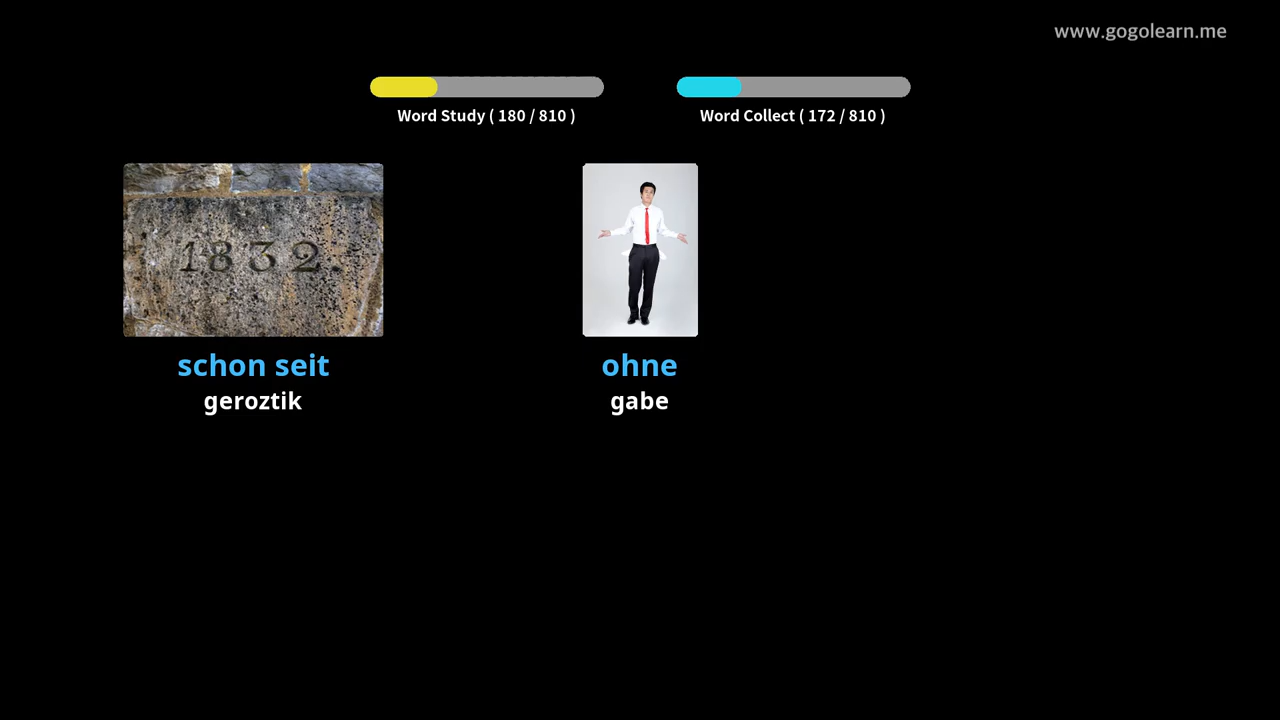 www.gogolearn.me
Word Study ( 180 / 810 )
Word Collect ( 172 / 810 )
1832.
schon seit
geroztik
ohne
gabe